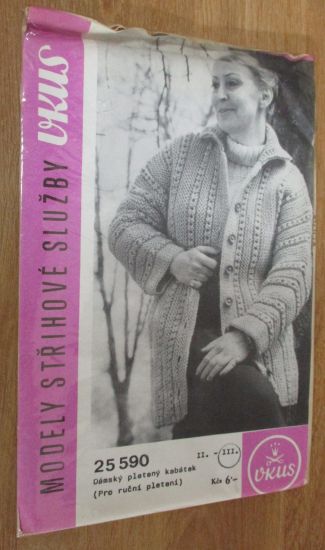 MODELY STŘIHOVÉ SLUŽBY VKUS
25 590 II. - III.
Dámský pletený kabátek
(Pro ruční pletení) Kčs 6'-
VKUS